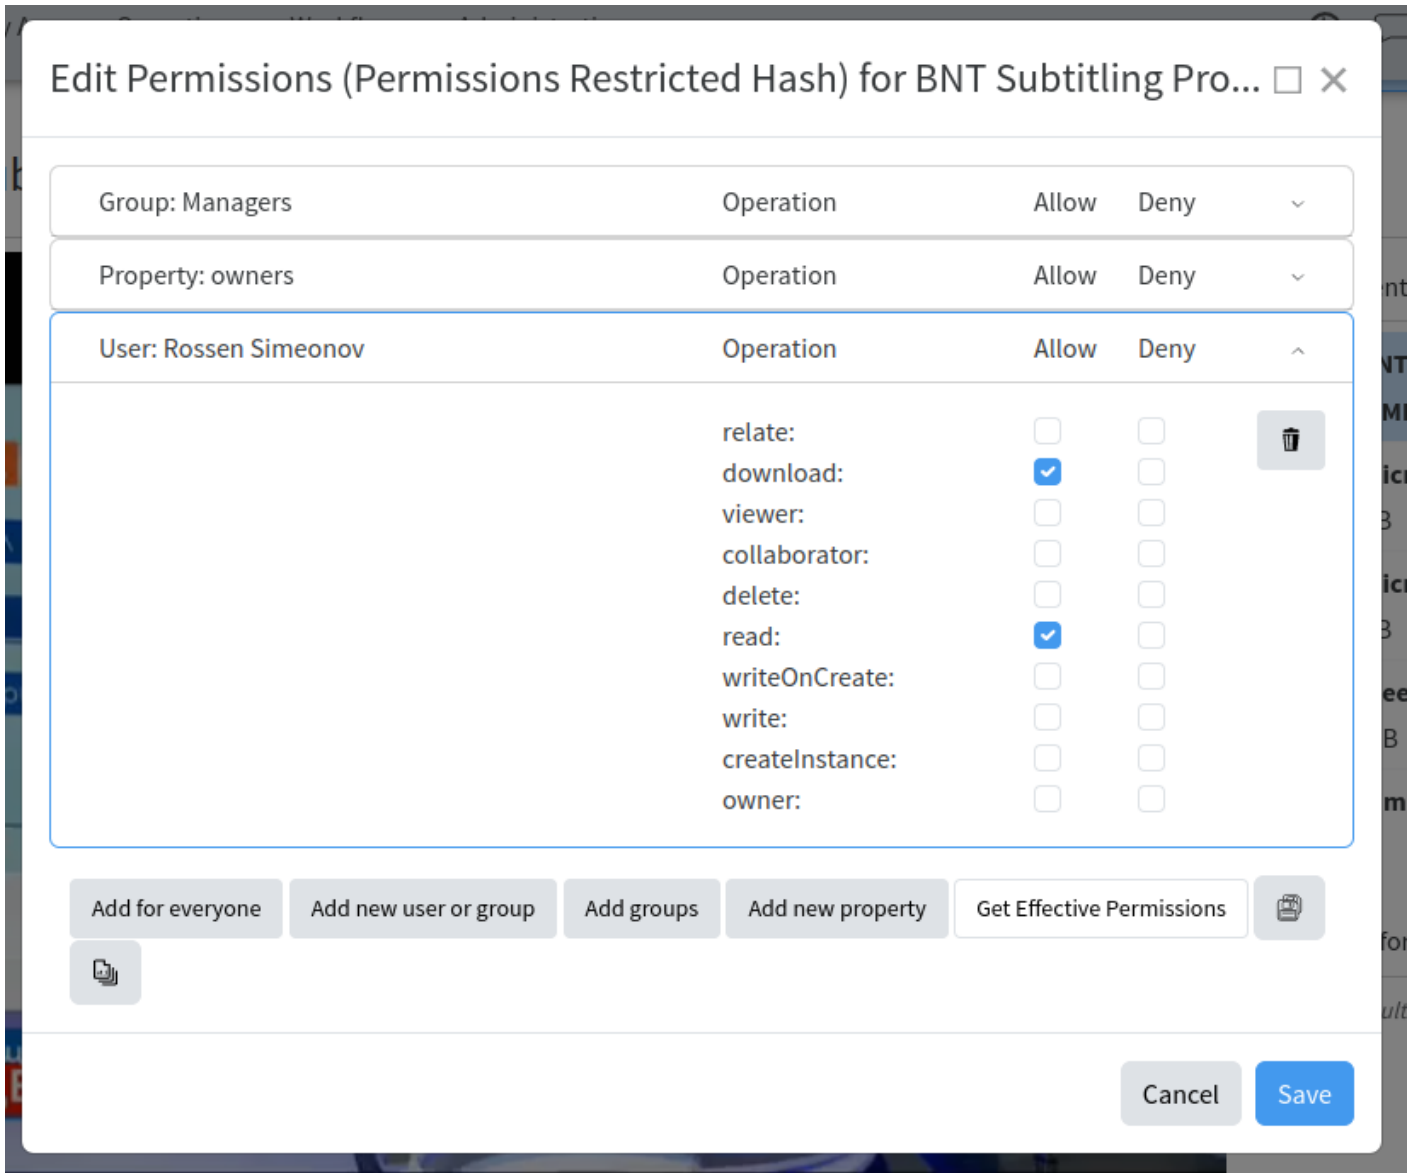 Edit Permissions (Permissions Restricted Hash) for BNT Subtitling Pro...
Group: Managers Operation Allow Deny
Property: owners Operation Allow Deny
User: Rossen Simeonov Operation Allow Deny
relate:
download:
viewer:
collaborator:
delete:
read:
writeOnCreate:
write:
createInstance:
owner:
Add for everyone Add new user or group Add groups Add new property Get Effective Permissions
Cancel Save